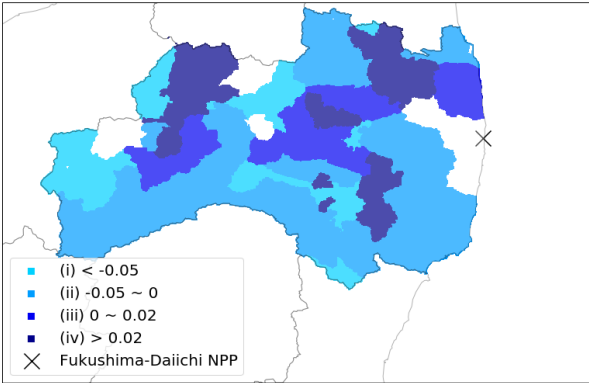 (i) < -0.05
(ii) -0.05 ~ 0
(iii) 0 ~ 0.02
(iv) > 0.02
Fukushima-Daiichi NPP